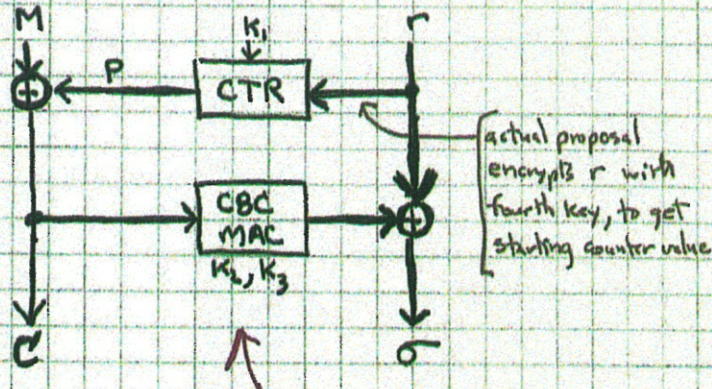 M
K₁
r
P
CTR
actual proposal
encrypts r with
fourth key, to get
starting counter value
CBC
MAC
K₂, K₃
C
σ